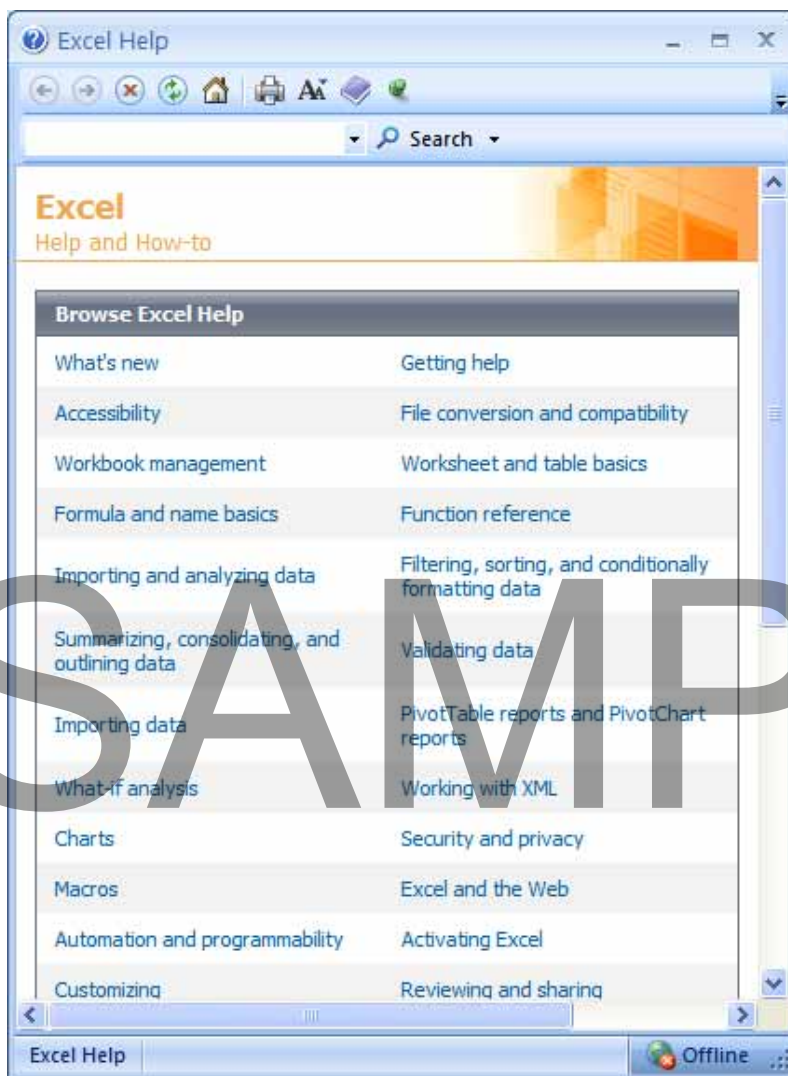 Excel Help
Search
Excel
Help and How-to
Browse Excel Help
What's new
Getting help
Accessibility
File conversion and compatibility
Workbook management
Worksheet and table basics
Formula and name basics
Function reference
Importing and analyzing data
Filtering, sorting, and conditionally
formatting data
Summarizing, consolidating, and
outlining data
Validating data
Importing data
PivotTable reports and PivotChart
reports
What-if analysis
Working with XML
Charts
Security and privacy
Macros
Excel and the Web
Automation and programmability
Activating Excel
Customizing
Reviewing and sharing
Excel Help
Offline
SAMP